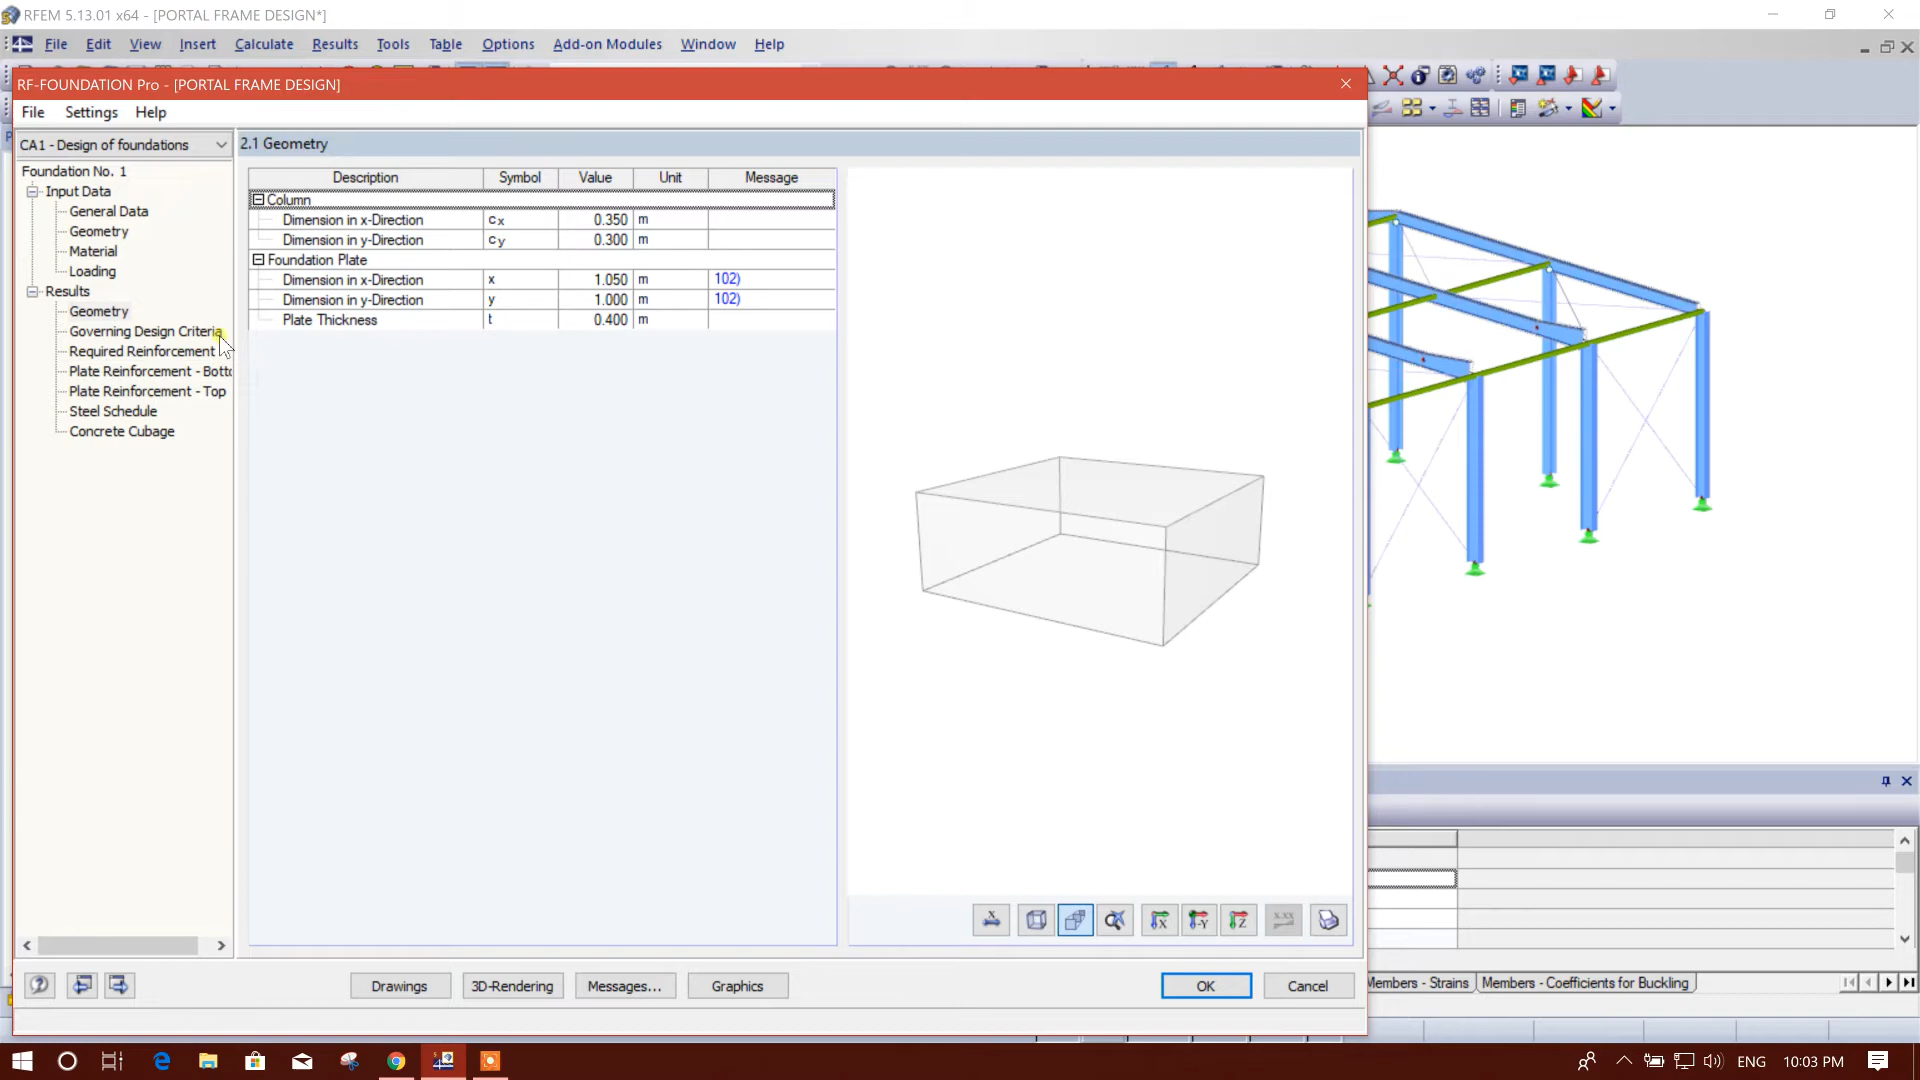 RFEM 5.13.01 x64 - [PORTAL FRAME DESIGN*]
File Edit View Insert Calculate Results Tools Table Options Add-on Modules Window Help
RF-FOUNDATION Pro - [PORTAL FRAME DESIGN]
File Settings Help
CA1 - Design of foundations
2.1 Geometry
Foundation No. 1
Input Data
General Data
Geometry
Material
Loading
Results
Geometry
Governing Design Criteria
Required Reinforcement
Plate Reinforcement - Botto
Plate Reinforcement - Top
Steel Schedule
Concrete Cubage
Description Symbol Value Unit Message
Column
Dimension in x-Direction cx 0.350 m
Dimension in y-Direction cy 0.300 m
Foundation Plate
Dimension in x-Direction x 1.050 m 102)
Dimension in y-Direction y 1.000 m 102)
Plate Thickness t 0.400 m
X X -Y Z x.xx
Drawings 3D-Rendering Messages... Graphics OK Cancel
Members - Strains Members - Coefficients for Buckling
ENG 10:03 PM